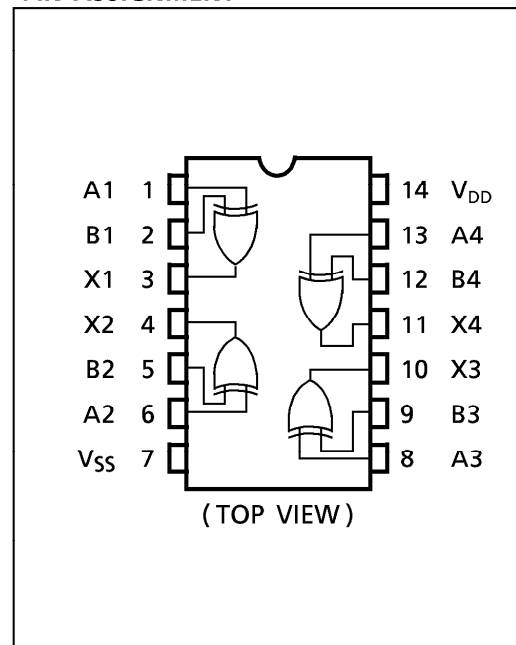 A1 1 14 VDD
B1 2 13 A4
X1 3 12 B4
X2 4 11 X4
B2 5 10 X3
A2 6 9 B3
VSS 7 8 A3
(TOP VIEW)